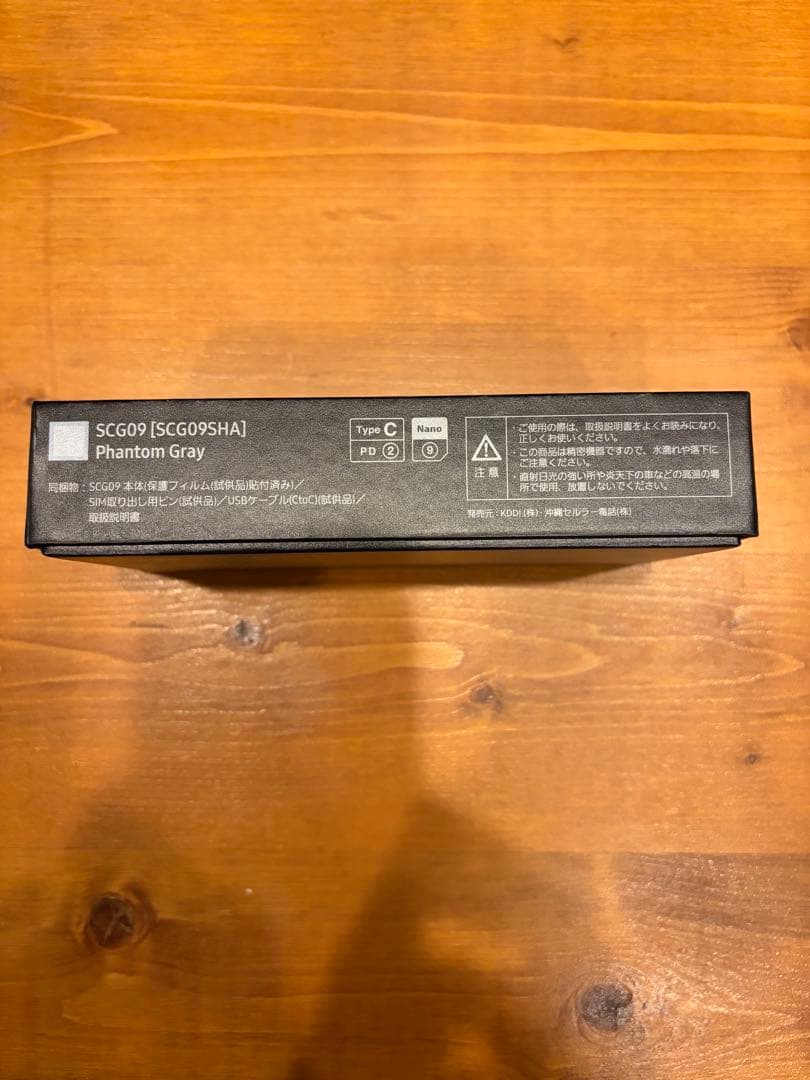 SCG09 [SCG09SHA]
Phantom Gray
同梱物：SCG09 本体(保護フィルム(試供品)貼付済み)／
SIM取り出し用ピン(試供品)／USBケーブル(CtoC)(試供品)／
取扱説明書
Type C
PD ②
Nano
⑨
注意
・ご使用の際は、取扱説明書をよくお読みになり、
正しくお使いください。
・この商品は精密機器ですので、水濡れや落下に
ご注意ください。
・直射日光の強い所や炎天下の車などの高温の場
所で使用、放置しないでください。
発売元：KDDI(株)・沖縄セルラー電話(株)